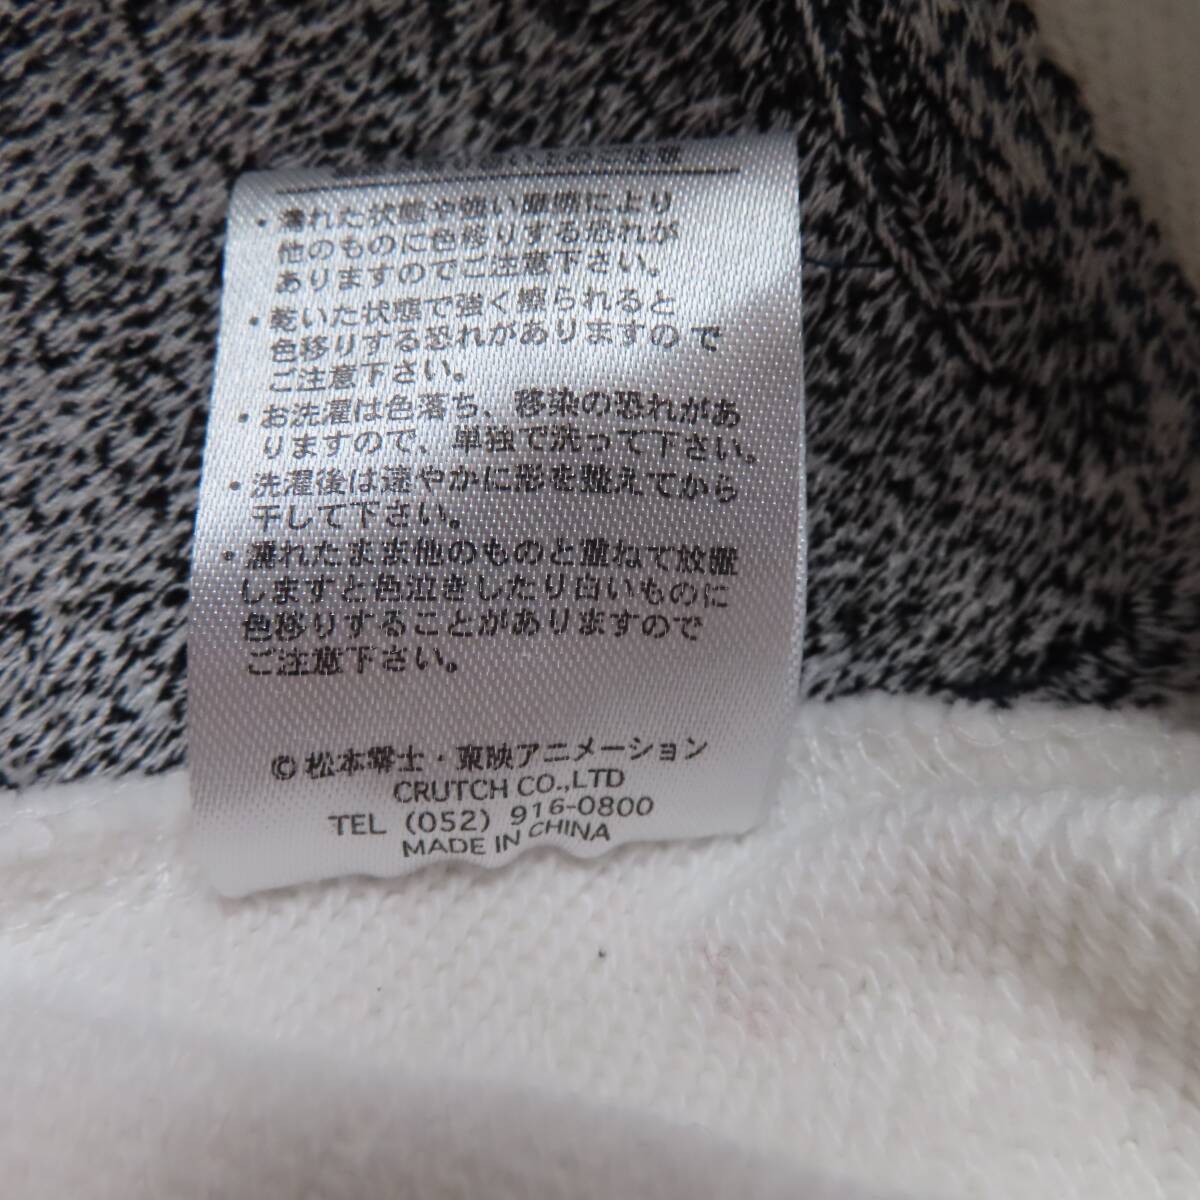 ・濡れた状態や強い摩擦により
他のものに色移りする恐れが
ありますのでご注意下さい。
・乾いた状態で強く擦られると
色移りする恐れがありますので
ご注意下さい。
・お洗濯は色落ち、移染の恐れがあ
りますので、単独で洗って下さい。
・洗濯後は速やかに形を整えてから
干して下さい。
・濡れたまま他のものと重ねて放置
しますと色泣きしたり白いものに
色移りすることがありますので
ご注意下さい。
© 松本零士・東映アニメーション
CRUTCH CO.,LTD
TEL (052) 916-0800
MADE IN CHINA